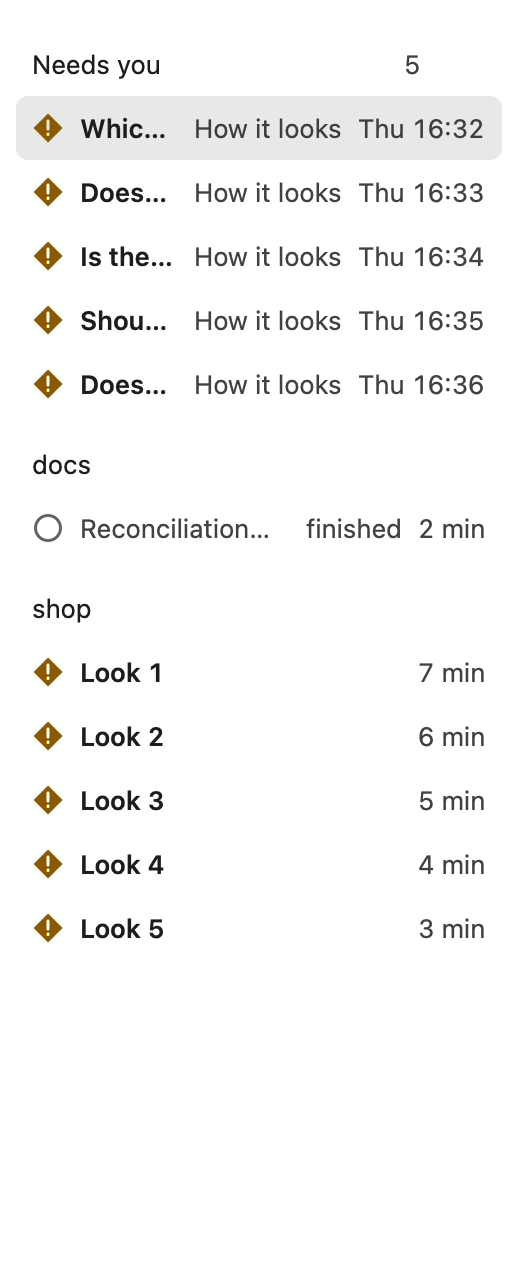 Needs you 5
Whic... How it looks Thu 16:32
Does... How it looks Thu 16:33
Is the... How it looks Thu 16:34
Shou... How it looks Thu 16:35
Does... How it looks Thu 16:36
docs
Reconciliation... finished 2 min
shop
Look 1 7 min
Look 2 6 min
Look 3 5 min
Look 4 4 min
Look 5 3 min